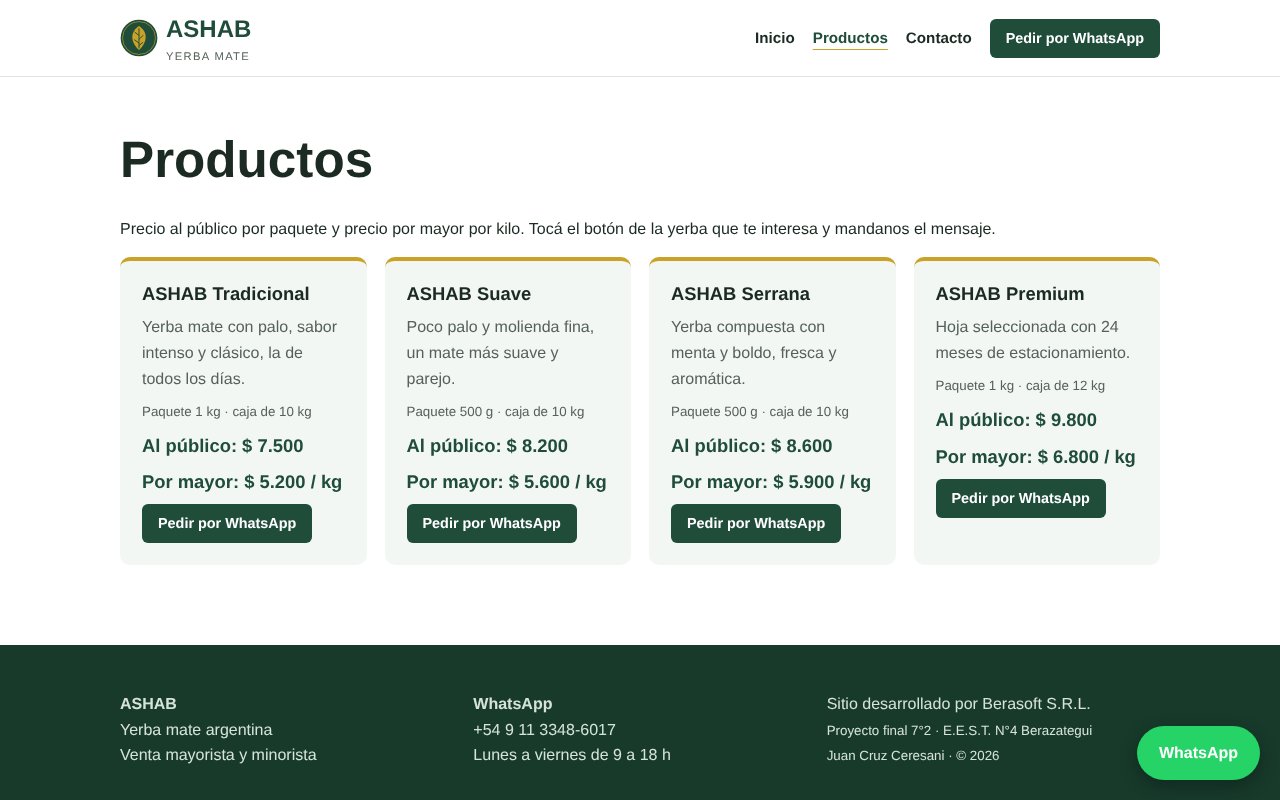 ASHAB
YERBA MATE
Inicio
Productos
Contacto
Pedir por WhatsApp
Productos
Precio al público por paquete y precio por mayor por kilo. Tocá el botón de la yerba que te interesa y mandanos el mensaje.
ASHAB Tradicional
Yerba mate con palo, sabor
intenso y clásico, la de
todos los días.
Paquete 1 kg · caja de 10 kg
Al público: $ 7.500
Por mayor: $ 5.200 / kg
Pedir por WhatsApp
ASHAB Suave
Poco palo y molienda fina,
un mate más suave y
parejo.
Paquete 500 g · caja de 10 kg
Al público: $ 8.200
Por mayor: $ 5.600 / kg
Pedir por WhatsApp
ASHAB Serrana
Yerba compuesta con
menta y boldo, fresca y
aromática.
Paquete 500 g · caja de 10 kg
Al público: $ 8.600
Por mayor: $ 5.900 / kg
Pedir por WhatsApp
ASHAB Premium
Hoja seleccionada con 24
meses de estacionamiento.
Paquete 1 kg · caja de 12 kg
Al público: $ 9.800
Por mayor: $ 6.800 / kg
Pedir por WhatsApp
ASHAB
Yerba mate argentina
Venta mayorista y minorista
WhatsApp
+54 9 11 3348-6017
Lunes a viernes de 9 a 18 h
Sitio desarrollado por Berasoft S.R.L.
Proyecto final 7°2 · E.E.S.T. N°4 Berazategui
Juan Cruz Ceresani · © 2026
WhatsApp